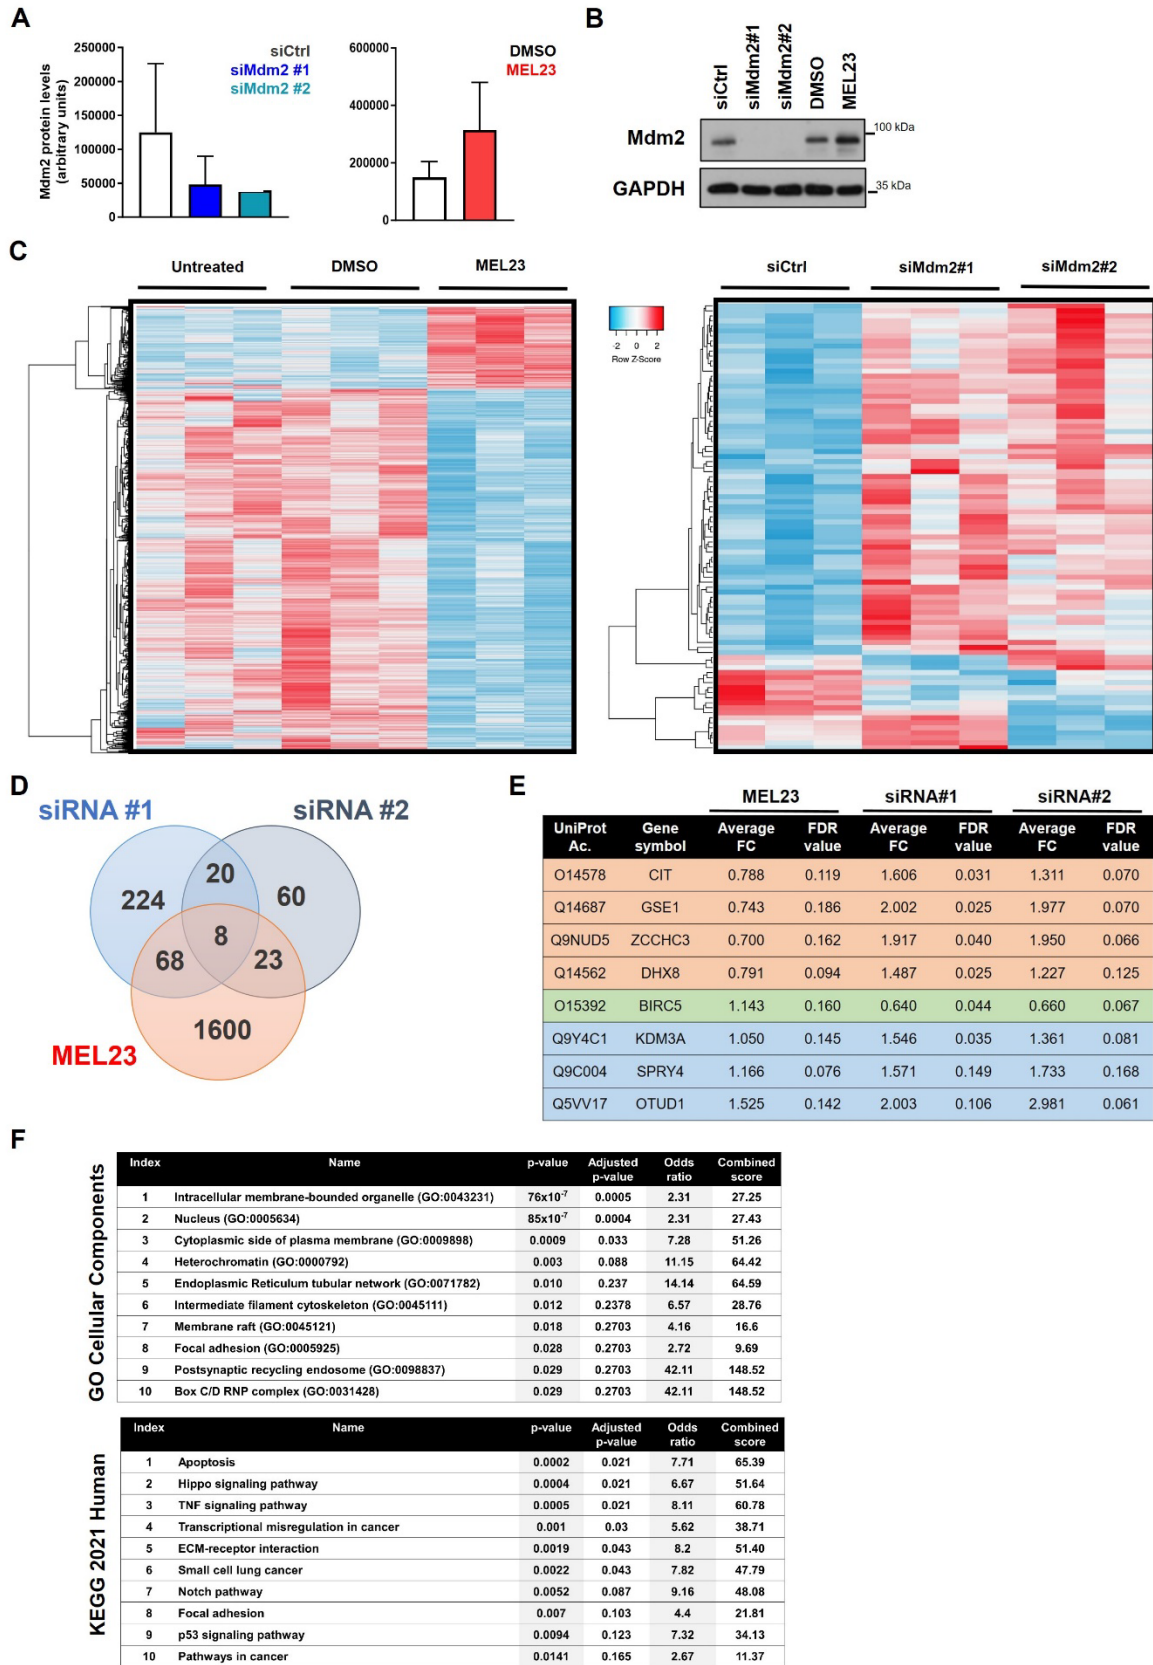 A
250000
200000
150000
100000
50000
0
Mdm2 protein levels
(arbitrary units)
siCtrl
siMdm2 #1
siMdm2 #2
600000
400000
200000
0
DMSO
MEL23
B
siCtrl
siMdm2#1
siMdm2#2
DMSO
MEL23
Mdm2
100 kDa
GAPDH
35 kDa
C
Untreated DMSO MEL23
-2 0 2
Row Z-Score
siCtrl siMdm2#1 siMdm2#2
D
siRNA #1 siRNA #2
20
224 60
8
68 23
1600
MEL23
E
MEL23 siRNA#1 siRNA#2
UniProt Ac. Gene symbol Average FC FDR value Average FC FDR value Average FC FDR value
O14578 CIT 0.788 0.119 1.606 0.031 1.311 0.070
Q14687 GSE1 0.743 0.186 2.002 0.025 1.977 0.070
Q9NUD5 ZCCHC3 0.700 0.162 1.917 0.040 1.950 0.066
Q14562 DHX8 0.791 0.094 1.487 0.025 1.227 0.125
O15392 BIRC5 1.143 0.160 0.640 0.044 0.660 0.067
Q9Y4C1 KDM3A 1.050 0.145 1.546 0.035 1.361 0.081
Q9C004 SPRY4 1.166 0.076 1.571 0.149 1.733 0.168
Q5VV17 OTUD1 1.525 0.142 2.003 0.106 2.981 0.061
F
GO Cellular Components
Index Name p-value Adjusted p-value Odds ratio Combined score
1 Intracellular membrane-bounded organelle (GO:0043231) 76x10⁻⁷ 0.0005 2.31 27.25
2 Nucleus (GO:0005634) 85x10⁻⁷ 0.0004 2.31 27.43
3 Cytoplasmic side of plasma membrane (GO:0009898) 0.0009 0.033 7.28 51.26
4 Heterochromatin (GO:0000792) 0.003 0.088 11.15 64.42
5 Endoplasmic Reticulum tubular network (GO:0071782) 0.010 0.237 14.14 64.59
6 Intermediate filament cytoskeleton (GO:0045111) 0.012 0.2378 6.57 28.76
7 Membrane raft (GO:0045121) 0.018 0.2703 4.16 16.6
8 Focal adhesion (GO:0005925) 0.028 0.2703 2.72 9.69
9 Postsynaptic recycling endosome (GO:0098837) 0.029 0.2703 42.11 148.52
10 Box C/D RNP complex (GO:0031428) 0.029 0.2703 42.11 148.52
KEGG 2021 Human
Index Name p-value Adjusted p-value Odds ratio Combined score
1 Apoptosis 0.0002 0.021 7.71 65.39
2 Hippo signaling pathway 0.0004 0.021 6.67 51.64
3 TNF signaling pathway 0.0005 0.021 8.11 60.78
4 Transcriptional misregulation in cancer 0.001 0.03 5.62 38.71
5 ECM-receptor interaction 0.0019 0.043 8.2 51.40
6 Small cell lung cancer 0.0022 0.043 7.82 47.79
7 Notch pathway 0.0052 0.087 9.16 48.08
8 Focal adhesion 0.007 0.103 4.4 21.81
9 p53 signaling pathway 0.0094 0.123 7.32 34.13
10 Pathways in cancer 0.0141 0.165 2.67 11.37